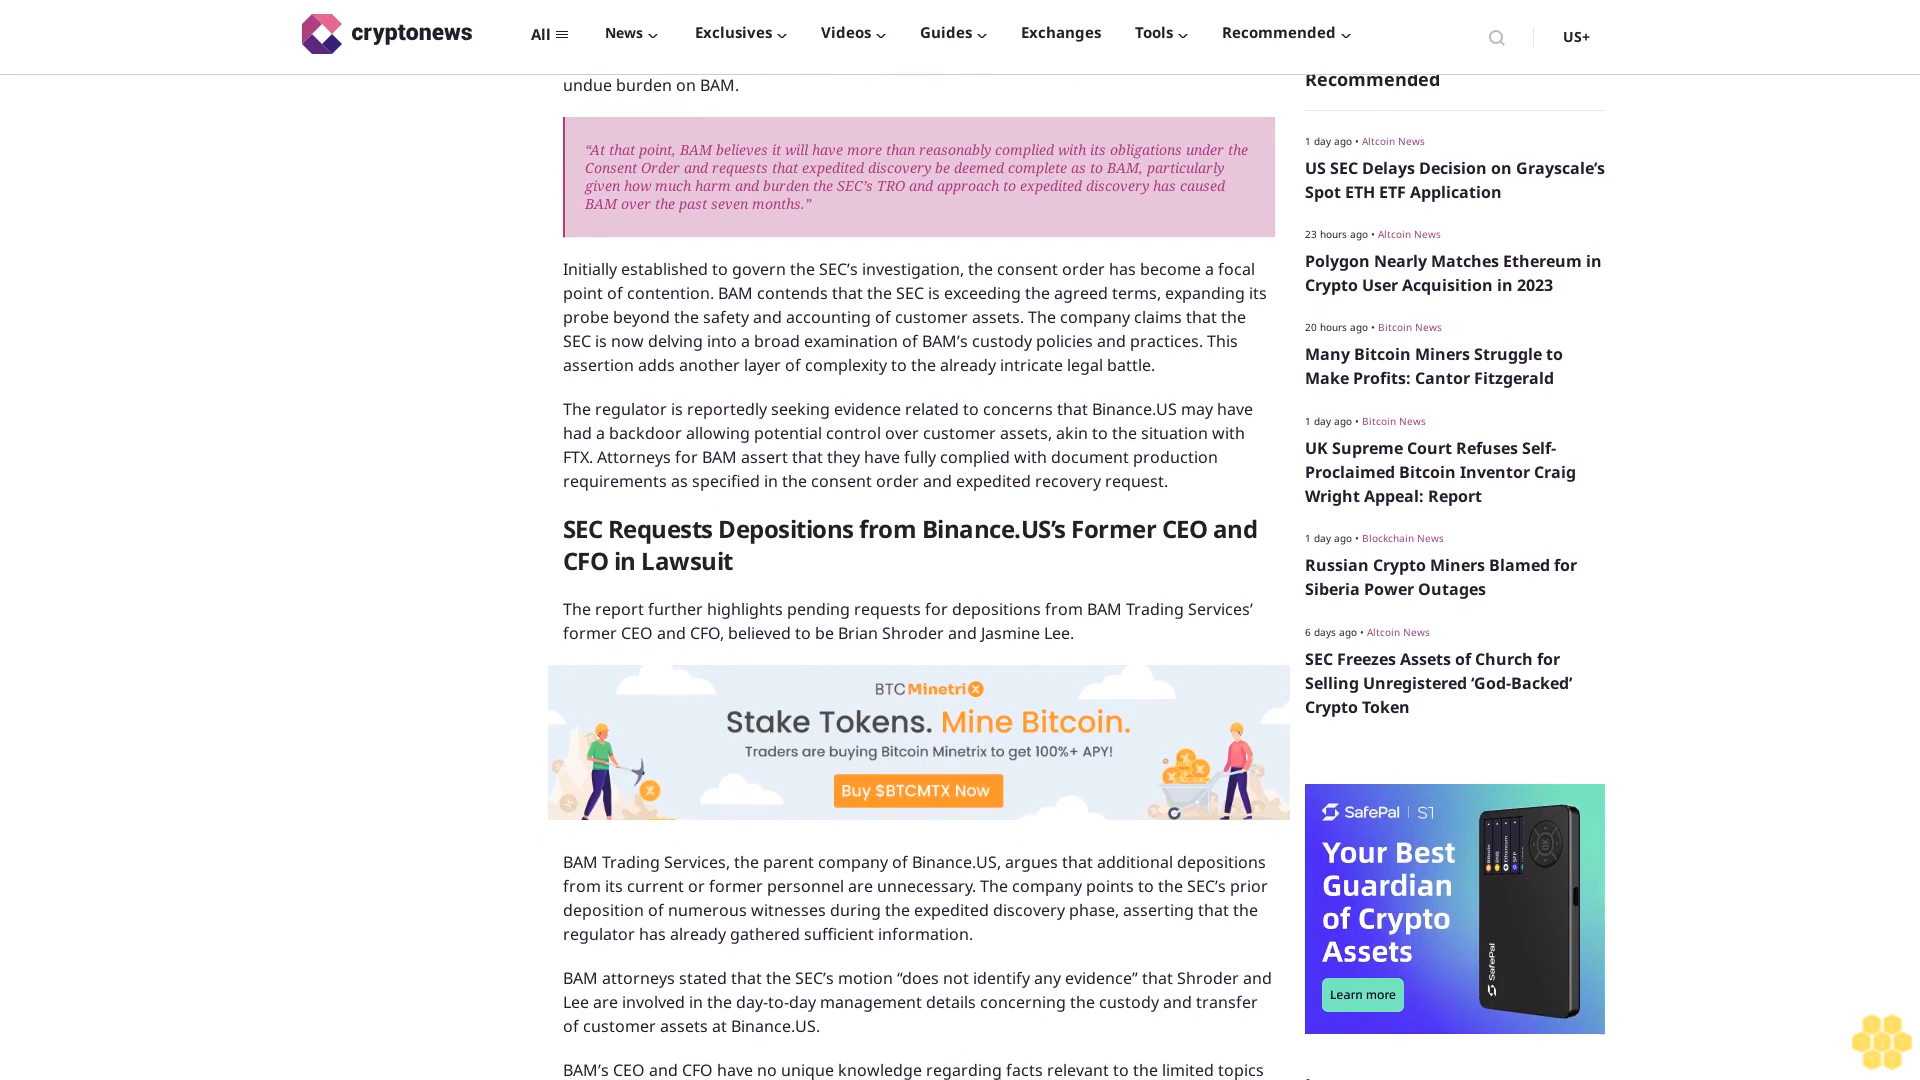 cryptonews
All
News
Exclusives
Videos
Guides
Exchanges
Tools
Recommended
US+
undue burden on BAM.
“At that point, BAM believes it will have more than reasonably complied with its obligations under the
Consent Order and requests that expedited discovery be deemed complete as to BAM, particularly
given how much harm and burden the SEC’s TRO and approach to expedited discovery has caused
BAM over the past seven months.”
Initially established to govern the SEC’s investigation, the consent order has become a focal
point of contention. BAM contends that the SEC is exceeding the agreed terms, expanding its
probe beyond the safety and accounting of customer assets. The company claims that the
SEC is now delving into a broad examination of BAM’s custody policies and practices. This
assertion adds another layer of complexity to the already intricate legal battle.
The regulator is reportedly seeking evidence related to concerns that Binance.US may have
had a backdoor allowing potential control over customer assets, akin to the situation with
FTX. Attorneys for BAM assert that they have fully complied with document production
requirements as specified in the consent order and expedited recovery request.
SEC Requests Depositions from Binance.US’s Former CEO and
CFO in Lawsuit
The report further highlights pending requests for depositions from BAM Trading Services’
former CEO and CFO, believed to be Brian Shroder and Jasmine Lee.
BTC Minetrix
Stake Tokens. Mine Bitcoin.
Traders are buying Bitcoin Minetrix to get 100%+ APY!
Buy $BTCMTX Now
BAM Trading Services, the parent company of Binance.US, argues that additional depositions
from its current or former personnel are unnecessary. The company points to the SEC’s prior
deposition of numerous witnesses during the expedited discovery phase, asserting that the
regulator has already gathered sufficient information.
BAM attorneys stated that the SEC’s motion “does not identify any evidence” that Shroder and
Lee are involved in the day-to-day management details concerning the custody and transfer
of customer assets at Binance.US.
BAM’s CEO and CFO have no unique knowledge regarding facts relevant to the limited topics
Recommended
1 day ago • Altcoin News
US SEC Delays Decision on Grayscale’s
Spot ETH ETF Application
23 hours ago • Altcoin News
Polygon Nearly Matches Ethereum in
Crypto User Acquisition in 2023
20 hours ago • Bitcoin News
Many Bitcoin Miners Struggle to
Make Profits: Cantor Fitzgerald
1 day ago • Bitcoin News
UK Supreme Court Refuses Self-
Proclaimed Bitcoin Inventor Craig
Wright Appeal: Report
1 day ago • Blockchain News
Russian Crypto Miners Blamed for
Siberia Power Outages
6 days ago • Altcoin News
SEC Freezes Assets of Church for
Selling Unregistered ‘God-Backed’
Crypto Token
SafePal | S1
Your Best
Guardian
of Crypto
Assets
Learn more
SafePal
OK
Bitcoin
BNB
Ethereum
SFP